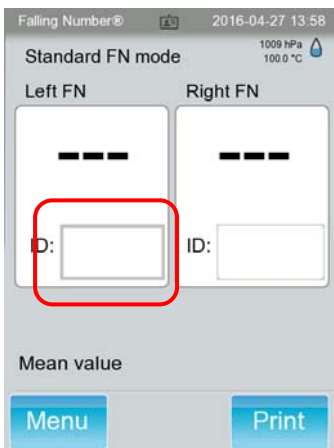 Falling Number® 2016-04-27 13:58
Standard FN mode 1009 hPa
100.0 °C
Left FN Right FN
--- ---
ID: ID:
Mean value
Menu Print